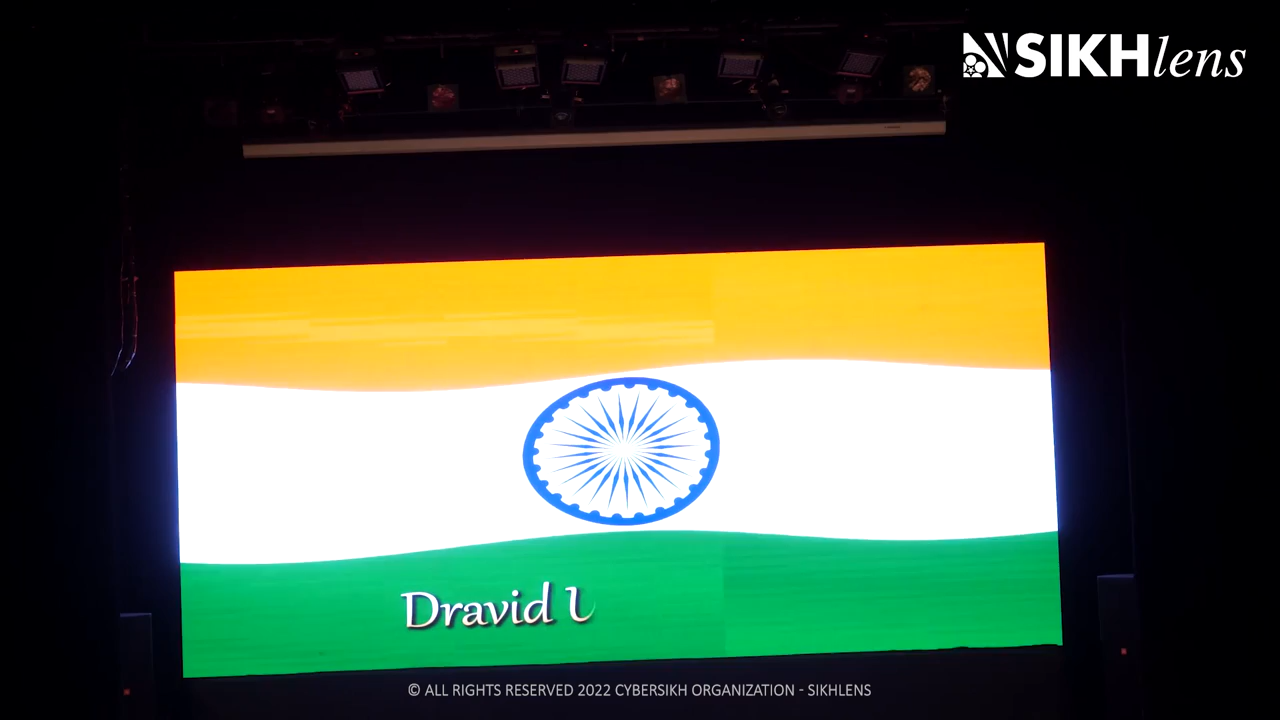 SIKHlens
Dravid
© ALL RIGHTS RESERVED 2022 CYBERSIKH ORGANIZATION - SIKHLENS